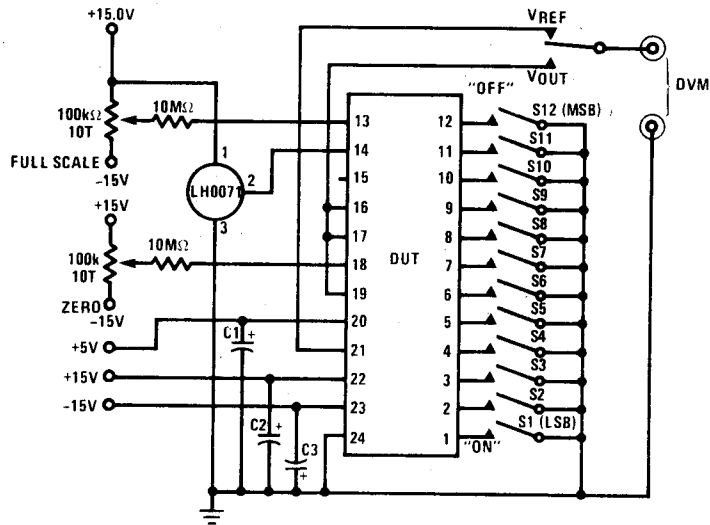 +15.0V
VREF
VOUT
DVM
"OFF"
100kΩ
10T
10MΩ
FULL SCALE
-15V
1
LH0071
2
3
+15V
100k
10T
10MΩ
ZERO
-15V
+5V
+15V
-15V
C1 +
C2 +
C3
+
13
14
15
16
17
18
19
20
21
22
23
24
DUT
12
11
10
9
8
7
6
5
4
3
2
1
"ON"
S12 (MSB)
S11
S10
S9
S8
S7
S6
S5
S4
S3
S2
S1 (LSB)